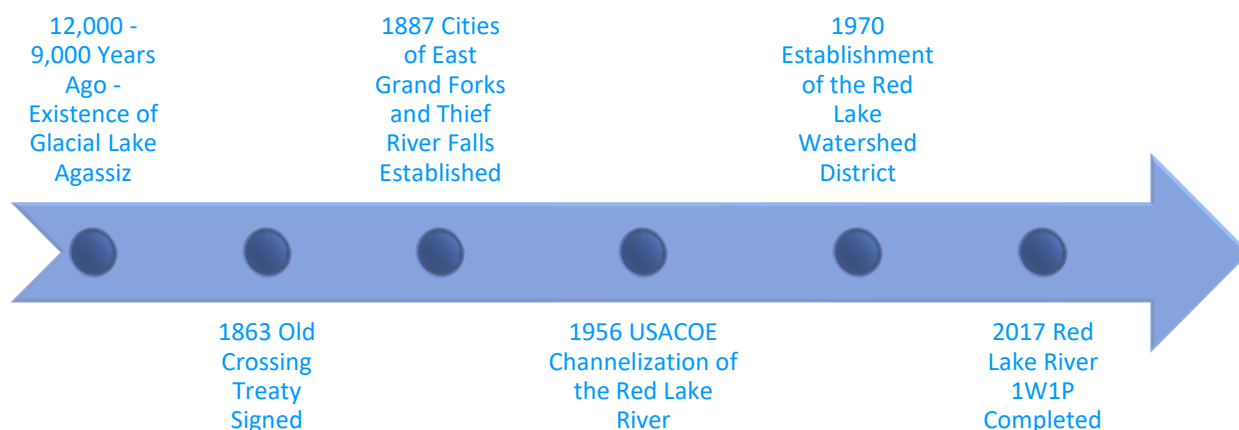 12,000 -
9,000 Years
Ago -
Existence of
Glacial Lake
Agassiz
1863 Old
Crossing
Treaty
Signed
1887 Cities
of East
Grand Forks
and Thief
River Falls
Established
1956 USACOE
Channelization of
the Red Lake
River
1970
Establishment
of the Red
Lake
Watershed
District
2017 Red
Lake River
1W1P
Completed